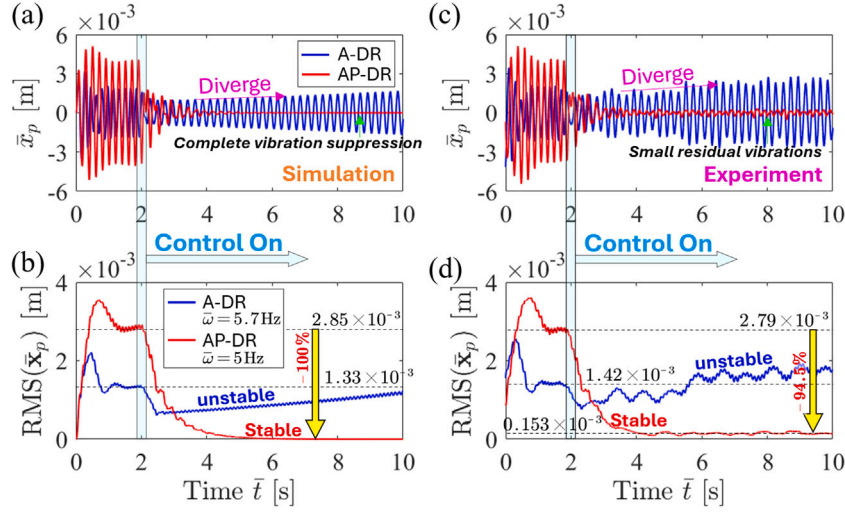 (a)
×10⁻³
6
3
0
-3
-6
x̄ₚ [m]
A-DR
AP-DR
Diverge
Complete vibration suppression
Simulation
0 2 4 6 8 10
(c)
×10⁻³
6
3
0
-3
-6
x̄ₚ [m]
Diverge
Small residual vibrations
Experiment
0 2 4 6 8 10
Control On
Control On
(b)
×10⁻³
4
2
0
RMS(x̄ₚ) [m]
A-DR
ω̄ = 5.7Hz
AP-DR
ω̄ = 5Hz
2.85×10⁻³
-100%
1.33×10⁻³
unstable
Stable
0 2 4 6 8 10
Time t̄ [s]
(d)
×10⁻³
4
2
0
RMS(x̄ₚ) [m]
2.79×10⁻³
unstable
1.42×10⁻³
-94.5%
0.153×10⁻³
Stable
0 2 4 6 8 10
Time t̄ [s]